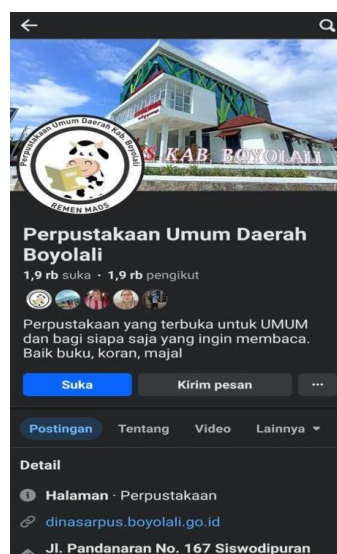 Perpustakaan Umum Daerah Kab. Boyolali
REMEN MAOS
S KAB. BOYOLALI
Perpustakaan Umum Daerah
Boyolali
1,9 rb suka · 1,9 rb pengikut
Perpustakaan yang terbuka untuk UMUM
dan bagi siapa saja yang ingin membaca.
Baik buku, koran, majal
Suka
Kirim pesan
Postingan
Tentang
Video
Lainnya
Detail
Halaman · Perpustakaan
dinasarpus.boyolali.go.id
Jl. Pandanaran No. 167 Siswodipuran